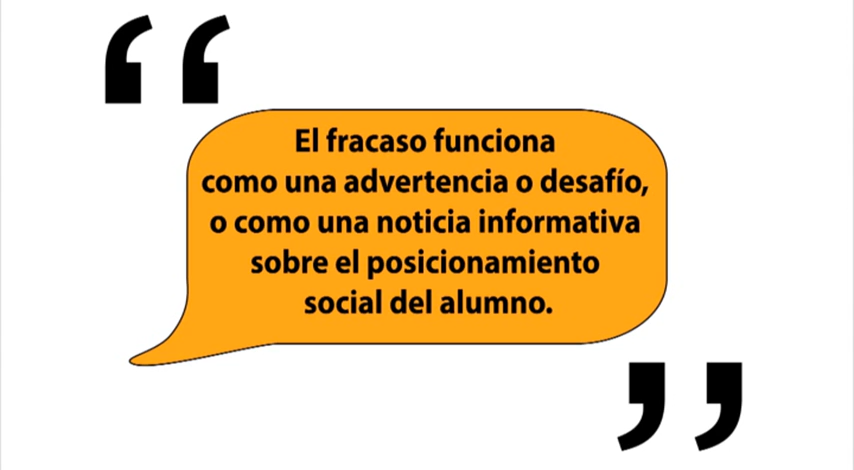 El fracaso funciona
como una advertencia o desafío,
o como una noticia informativa
sobre el posicionamiento
social del alumno.